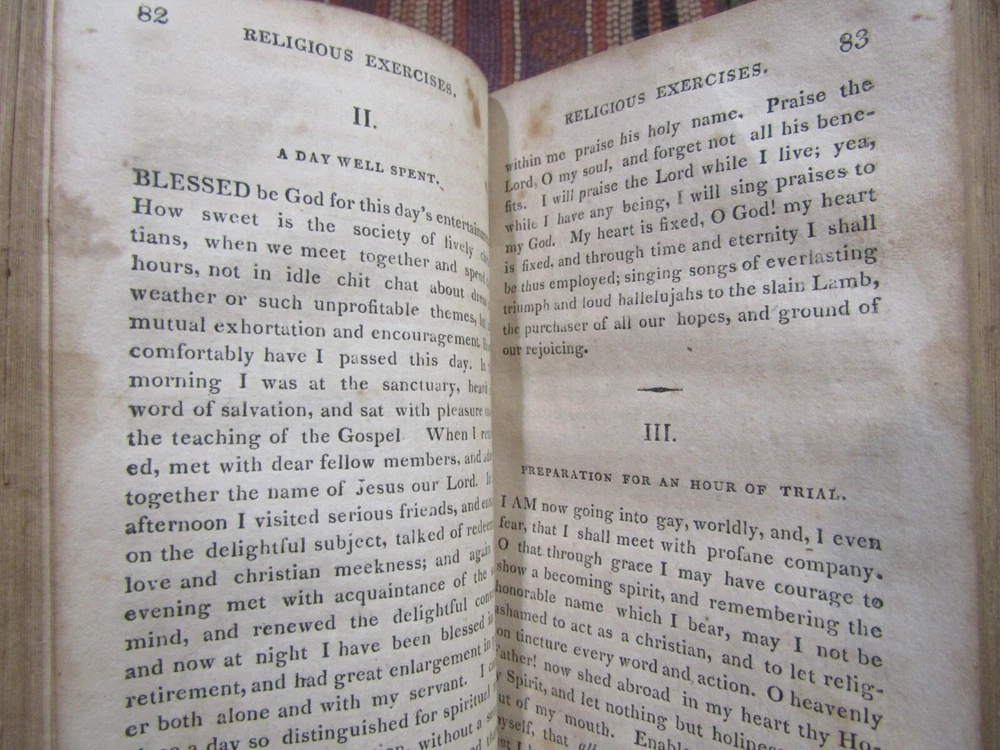 82
RELIGIOUS EXERCISES.
II.
A DAY WELL SPENT.
BLESSED be God for this day's
How sweet is the society of lively
tians, when we meet together and
hours, not in idle chit chat about
weather or such unprofitable themes,
mutual exhortation and encouragement.
comfortably have I passed this day.
morning I was at the sanctuary, heard
word of salvation, and sat with pleasure
the teaching of the Gospel When I
ed, met with dear fellow members, and
together the name of Jesus our Lord.
afternoon I visited serious friends, and
on the delightful subject, talked of
love and christian meekness; and again
evening met with acquaintance of the
mind, and renewed the delightful
and now at night I have been blessed
retirement, and had great enlargement in
er both alone and with my servant. I
a day so distinguished for spiritual
without a
83
RELIGIOUS EXERCISES.
within me praise his holy name. Praise the
Lord, O my soul, and forget not all his bene-
fits. I will praise the Lord while I live; yea,
while I have any being, I will sing praises to
my God. My heart is fixed, O God! my heart
is fixed, and through time and eternity I shall
be thus employed; singing songs of everlasting
triumph and loud hallelujahs to the slain Lamb,
the purchaser of all our hopes, and ground of
our rejoicing.
III.
PREPARATION FOR AN HOUR OF TRIAL.
I AM now going into gay, worldly, and, I even
fear, that I shall meet with profane company.
O that through grace I may have courage to
show a becoming spirit, and remembering the
honorable name which I bear, may I not be
ashamed to act as a christian, and to let relig-
on tincture every word and action. O heavenly
Father! now shed abroad in my heart thy Ho-
y Spirit, and let nothing but holiness
ut of my mouth. Enable
myself, that